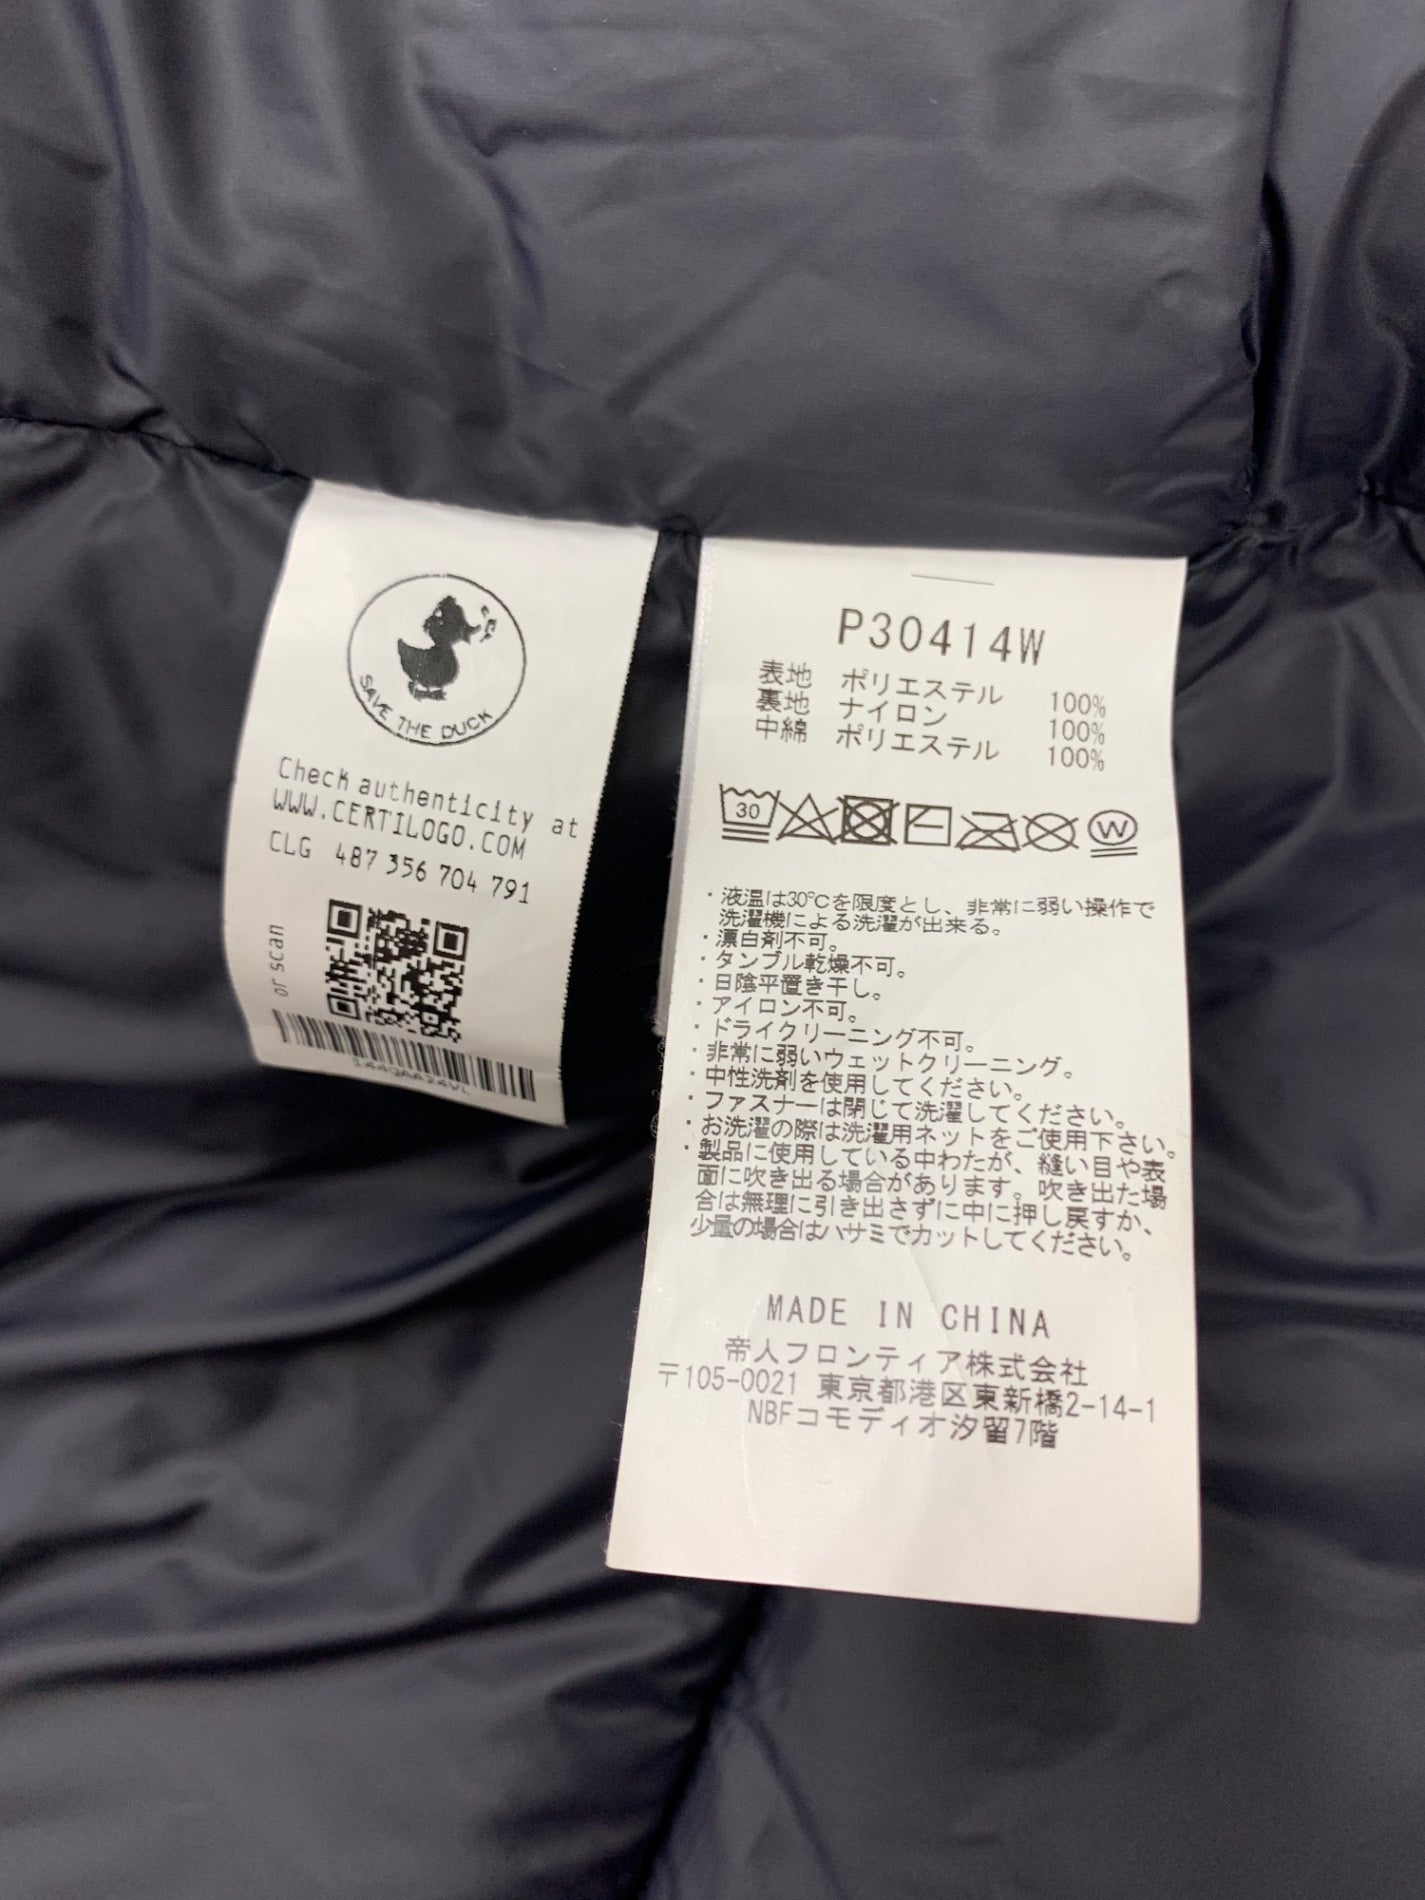 SAVE THE DUCK
Check authenticity at
WWW.CERTILOGO.COM
CLG 487 356 704 791
or scan
P30414W
表地 ポリエステル 100%
裏地 ナイロン 100%
中綿 ポリエステル 100%
30
W
・液温は30℃を限度とし、非常に弱い操作で
洗濯機による洗濯が出来る。
・漂白剤不可。
・タンブル乾燥不可。
・日陰平置き干し。
・アイロン不可。
・ドライクリーニング不可。
・非常に弱いウェットクリーニング。
・中性洗剤を使用してください。
・ファスナーは閉じて洗濯してください。
・お洗濯の際は洗濯用ネットをご使用下さい。
・製品に使用している中わたが、縫い目や表
面に吹き出る場合があります。吹き出た場
合は無理に引き出さずに中に押し戻すか、
少量の場合はハサミでカットしてください。
MADE IN CHINA
帝人フロンティア株式会社
〒105-0021 東京都港区東新橋2-14-1
NBFコモディオ汐留7階